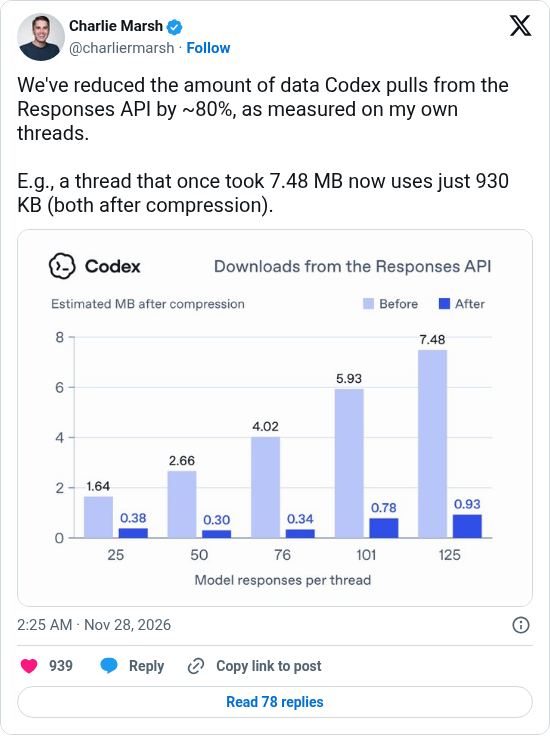 Charlie Marsh
@charliermarsh · Follow
We've reduced the amount of data Codex pulls from the
Responses API by ~80%, as measured on my own
threads.
E.g., a thread that once took 7.48 MB now uses just 930
KB (both after compression).
Codex
Downloads from the Responses API
Estimated MB after compression
Before
After
8
6
4
2
0
1.64
0.38
2.66
0.30
4.02
0.34
5.93
0.78
7.48
0.93
25
50
76
101
125
Model responses per thread
2:25 AM · Nov 28, 2026
939
Reply
Copy link to post
Read 78 replies